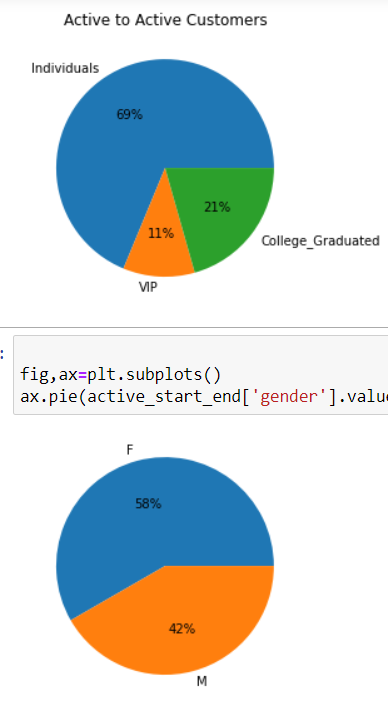 Active to Active Customers
Individuals
69%
21%
11%
College_Graduated
VIP
:
fig,ax=plt.subplots()
ax.pie(active_start_end['gender'].valu
F
58%
42%
M